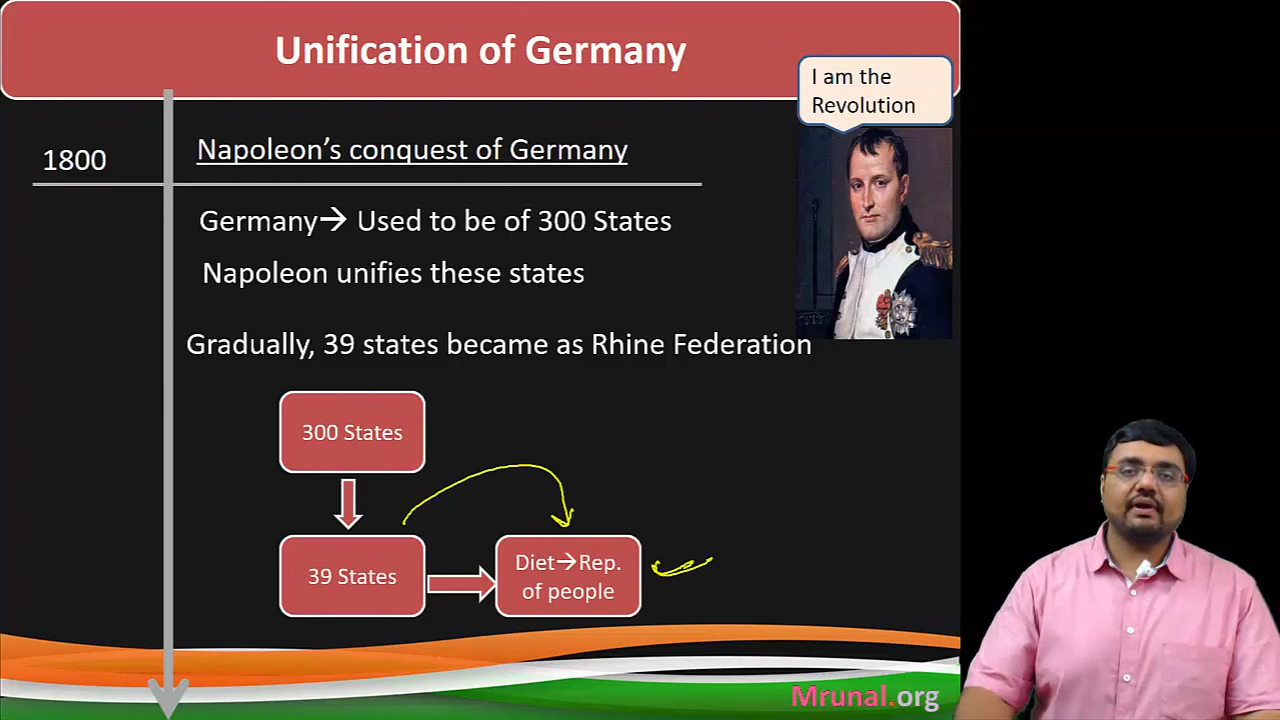 Unification of Germany
I am the
Revolution
1800
Napoleon's conquest of Germany
Germany→ Used to be of 300 States
Napoleon unifies these states
Gradually, 39 states became as Rhine Federation
300 States
39 States
Diet→Rep.
of people
Mrunal.org